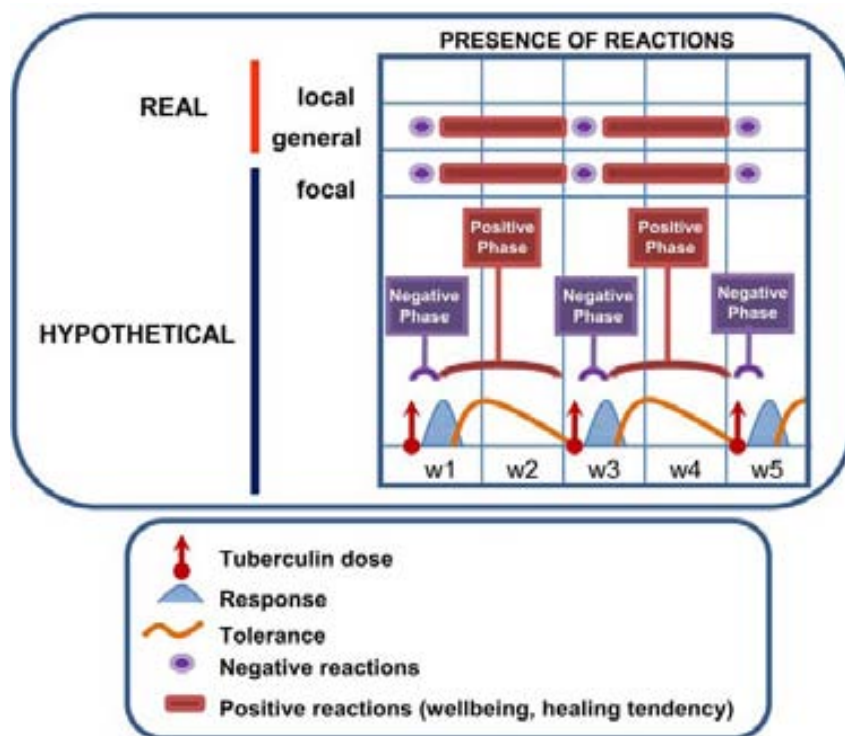 PRESENCE OF REACTIONS
REAL
local
general
focal
HYPOTHETICAL
Positive
Phase
Positive
Phase
Negative
Phase
Negative
Phase
Negative
Phase
w1 w2 w3 w4 w5
Tuberculin dose
Response
Tolerance
Negative reactions
Positive reactions (wellbeing, healing tendency)